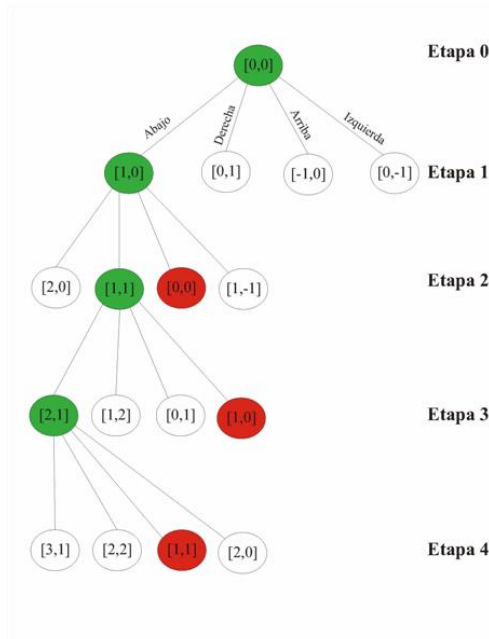 Etapa 0
[0,0]
Abajo
Derecha
Arriba
Izquierda
[1,0]
[0,1]
[-1,0]
[0,-1]
Etapa 1
[2,0]
[1,1]
[0,0]
[1,-1]
Etapa 2
[2,1]
[1,2]
[0,1]
[1,0]
Etapa 3
[3,1]
[2,2]
[1,1]
[2,0]
Etapa 4